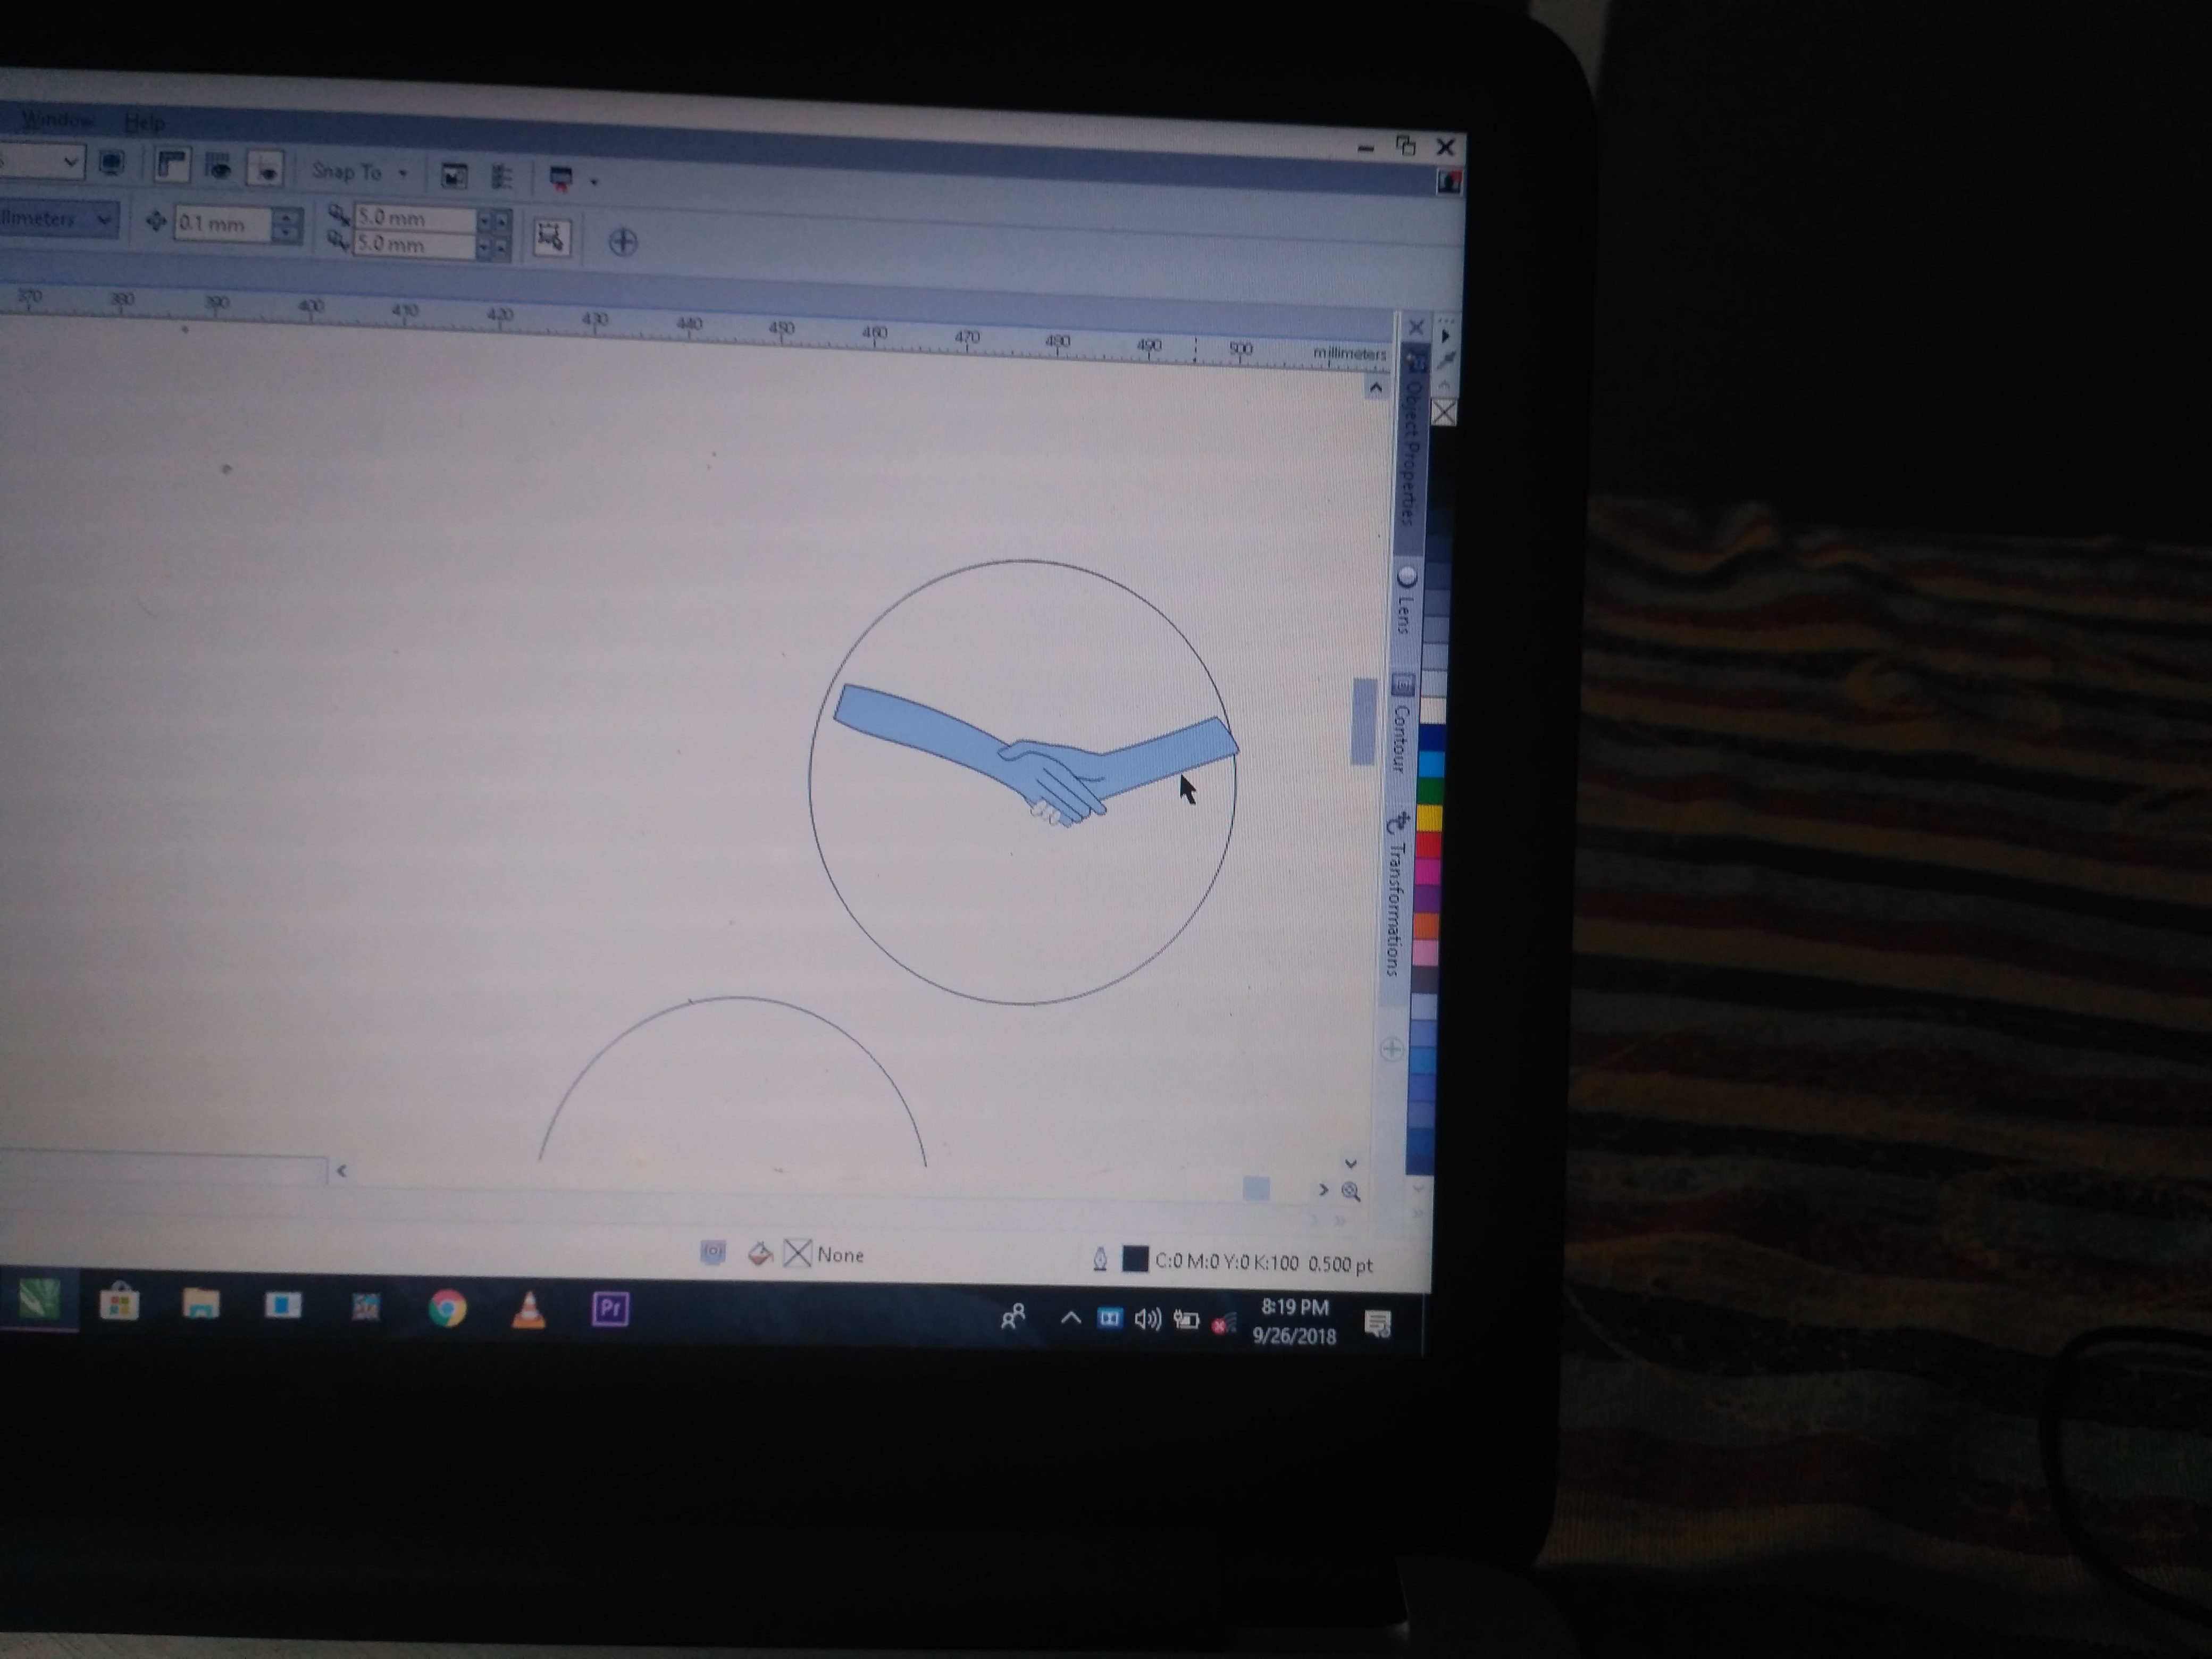 Window Help
Snap To
0.1 mm
5.0 mm
5.0 mm
370 380 390 400 410 420 430 440 450 460 470 480 490 500 millimeters
Object Properties
Lens
Contour
Transformations
None
C:0 M:0 Y:0 K:100 0.500 pt
Pr
8:19 PM
9/26/2018